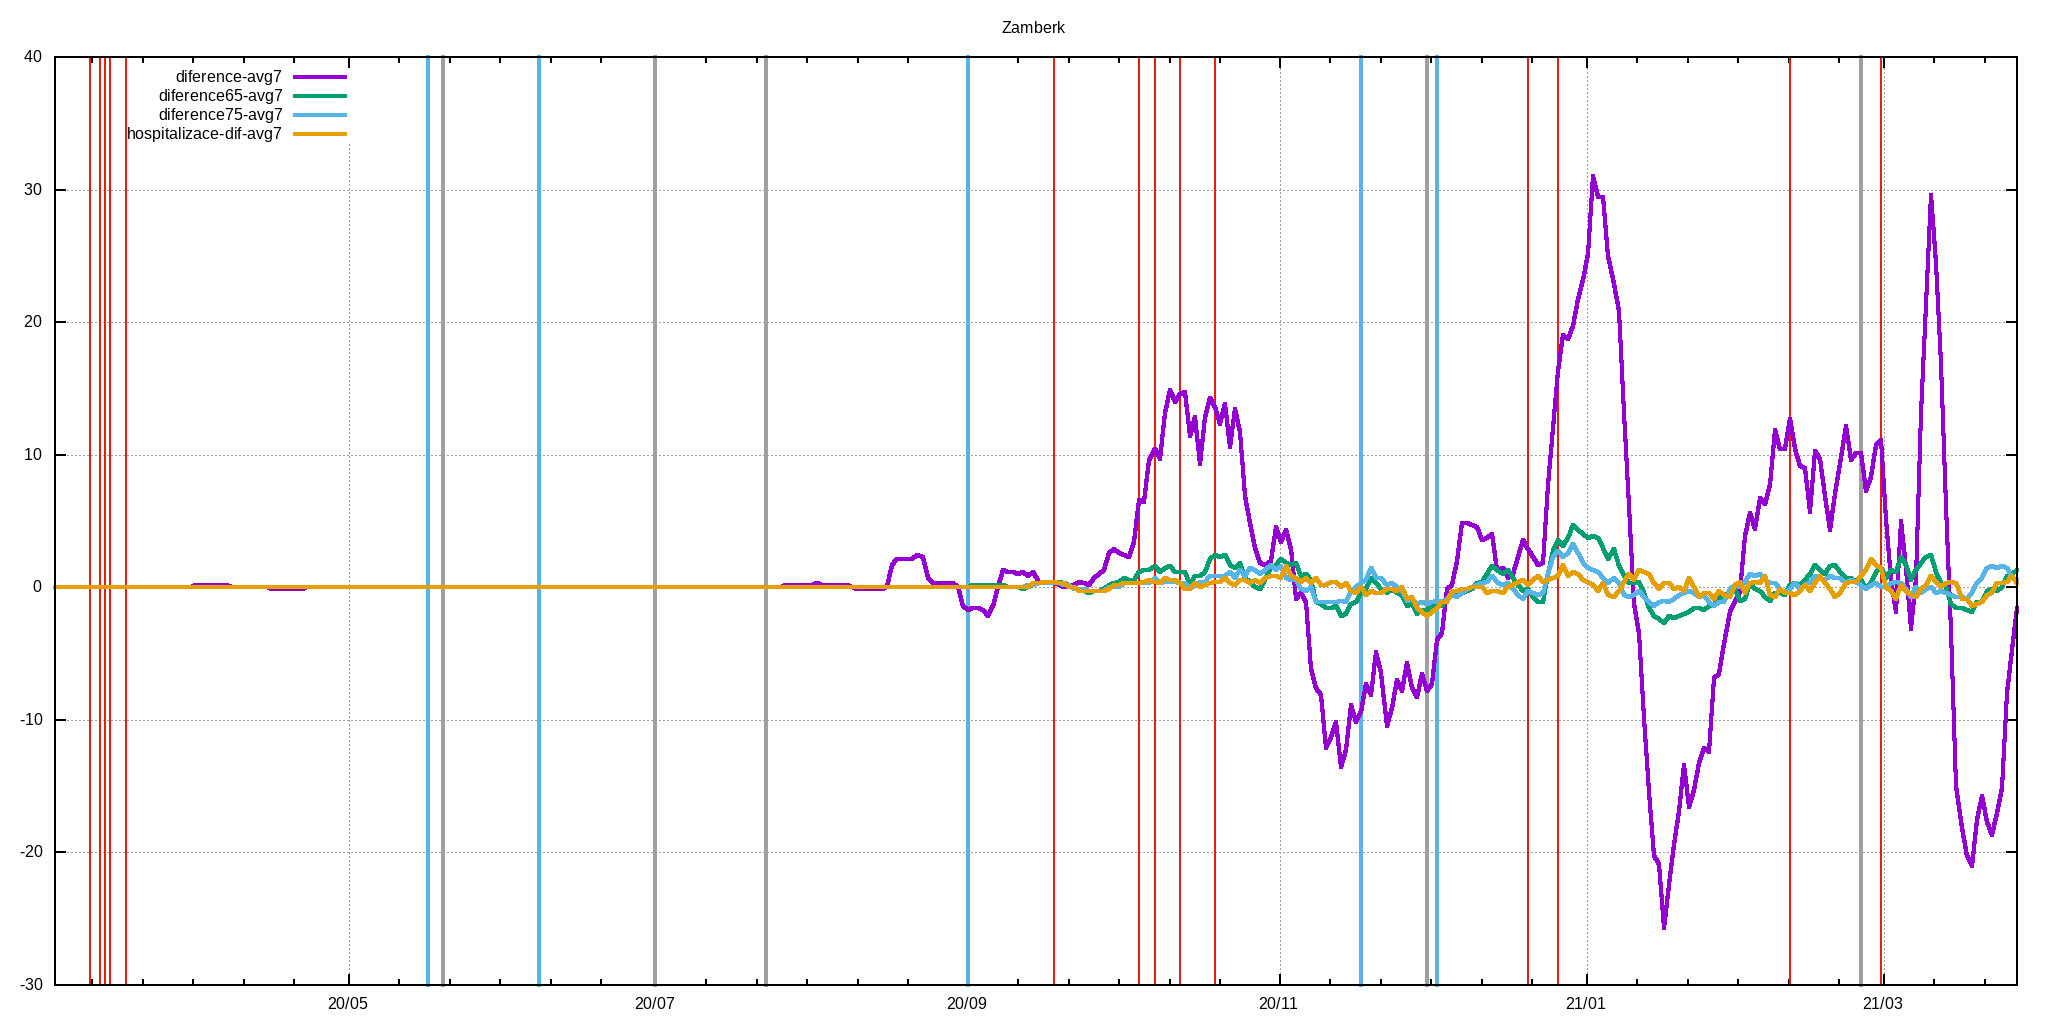 Zamberk
40
diference-avg7
diference65-avg7
diference75-avg7
hospitalizace-dif-avg7
30
20
10
0
-10
-20
-30
20/05 20/07 20/09 20/11 21/01 21/03